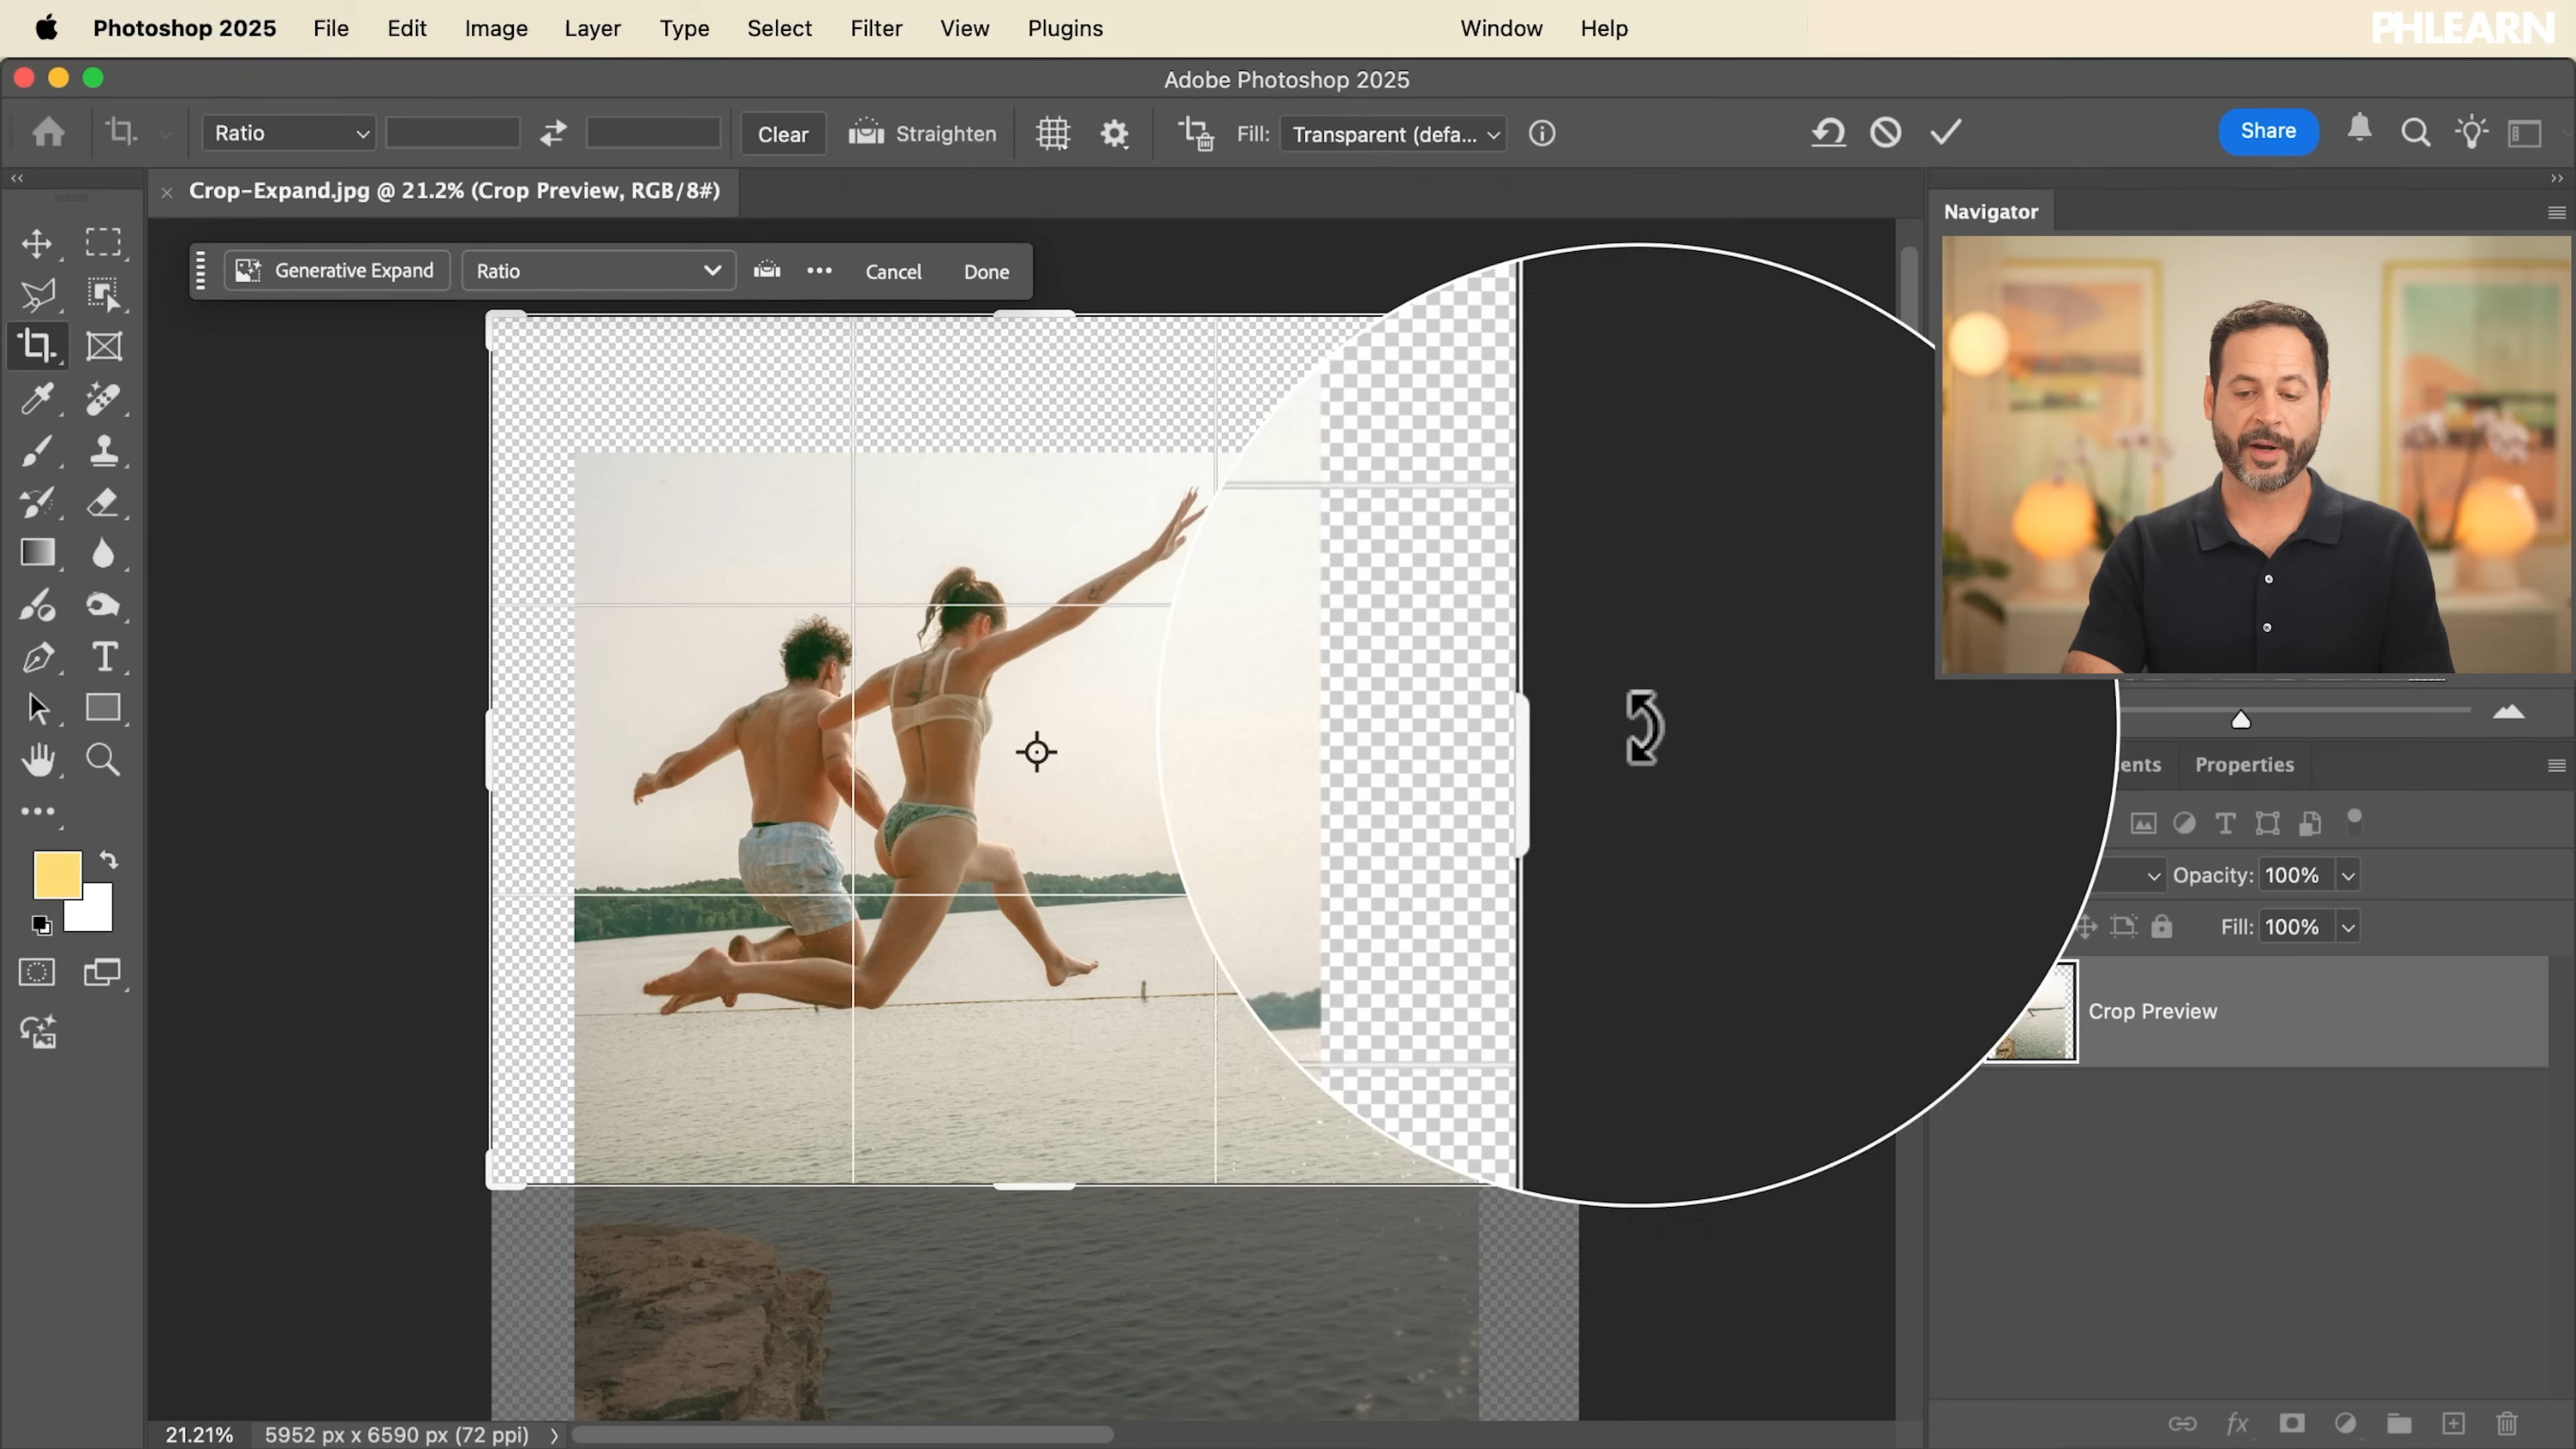 Photoshop 2025 File Edit Image Layer Type Select Filter View Plugins Window Help
PHLEARN
Adobe Photoshop 2025
Ratio Clear Straighten Fill: Transparent (defa... Share
Crop-Expand.jpg @ 21.2% (Crop Preview, RGB/8#)
Navigator
Generative Expand Ratio Cancel Done
ents Properties
Opacity: 100%
Fill: 100%
Crop Preview
21.21% 5952 px x 6590 px (72 ppi)